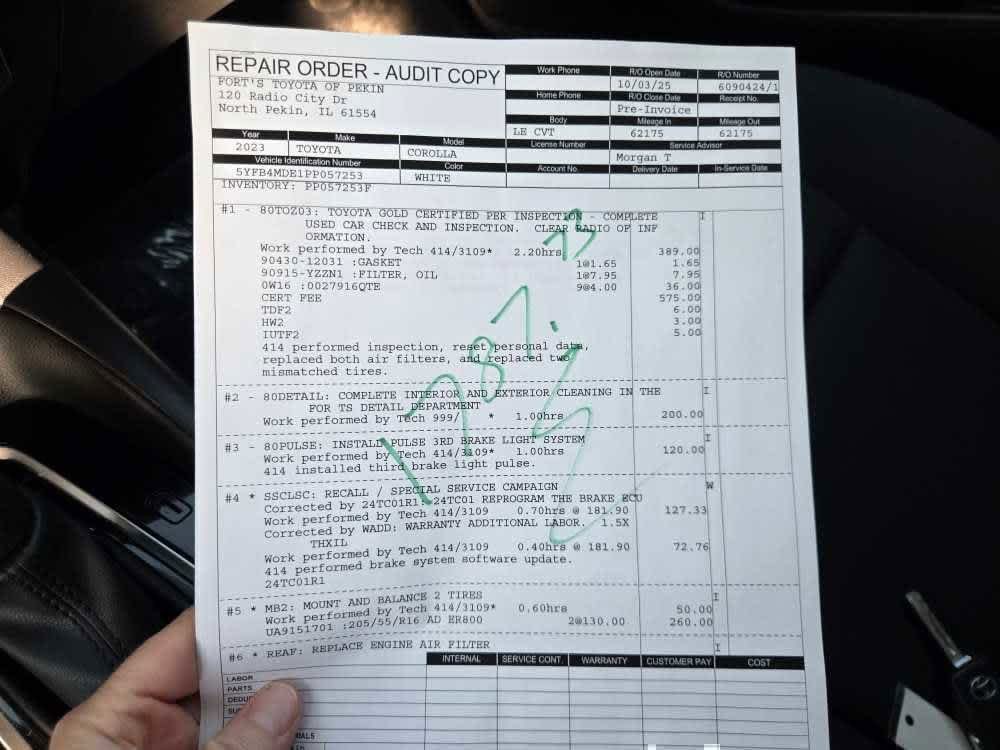 REPAIR ORDER - AUDIT COPY
FORT'S TOYOTA OF PEKIN
120 Radio City Dr
North Pekin, IL 61554
Work Phone R/O Open Date R/O Number
10/03/25 6090424/1
Home Phone R/O Close Date Receipt No.
Pre-Invoice
Body Mileage In Mileage Out
LE CVT 62175 62175
Year Make Model License Number Service Advisor
2023 TOYOTA COROLLA Morgan T
Vehicle Identification Number Color Account No. Delivery Date In-Service Date
5YFB4MDE1PP057253 WHITE
INVENTORY: PP057253F
#1 - 80TOZ03: TOYOTA GOLD CERTIFIED PER INSPECTION - COMPLETE I
USED CAR CHECK AND INSPECTION. CLEAR RADIO OF INF
ORMATION.
Work performed by Tech 414/3109* 2.20hrs 389.00
90430-12031 :GASKET 1@1.65 1.65
90915-YZZN1 :FILTER, OIL 1@7.95 7.95
0W16 :0027916QTE 9@4.00 36.00
CERT FEE 575.00
TDF2 6.00
HW2 3.00
IUTF2 5.00
414 performed inspection, reset personal data,
replaced both air filters, and replaced two
mismatched tires.
1787.73
#2 - 80DETAIL: COMPLETE INTERIOR AND EXTERIOR CLEANING IN THE I
FOR TS DETAIL DEPARTMENT
Work performed by Tech 999/ * 1.00hrs 200.00
#3 - 80PULSE: INSTALL PULSE 3RD BRAKE LIGHT SYSTEM I
Work performed by Tech 414/3109* 1.00hrs 120.00
414 installed third brake light pulse.
#4 * SSCLSC: RECALL / SPECIAL SERVICE CAMPAIGN W
Corrected by 24TC01R1: 24TC01 REPROGRAM THE BRAKE ECU
Work performed by Tech 414/3109 0.70hrs @ 181.90 127.33
Corrected by WADD: WARRANTY ADDITIONAL LABOR. 1.5X
THXIL
Work performed by Tech 414/3109 0.40hrs @ 181.90 72.76
414 performed brake system software update.
24TC01R1
#5 * MB2: MOUNT AND BALANCE 2 TIRES I
Work performed by Tech 414/3109* 0.60hrs 50.00
UA9151701 :205/55/R16 AD ER800 2@130.00 260.00
#6 * REAF: REPLACE ENGINE AIR FILTER I
INTERNAL SERVICE CONT. WARRANTY CUSTOMER PAY COST
LABOR
PARTS